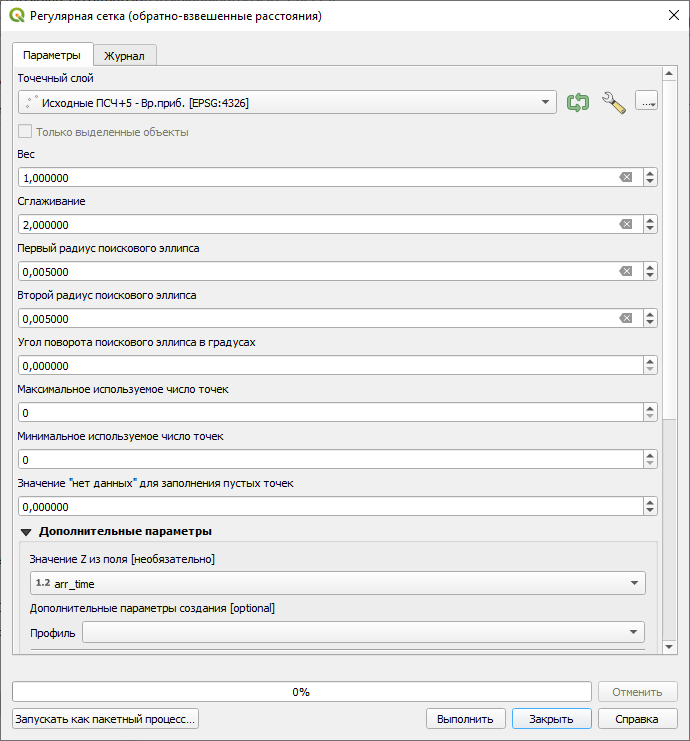 Регулярная сетка (обратно-взвешенные расстояния)
Параметры Журнал
Точечный слой
Исходные ПСЧ+5 - Вр.приб. [EPSG:4326]
...
Только выделенные объекты
Вес
1,000000
Сглаживание
2,000000
Первый радиус поискового эллипса
0,005000
Второй радиус поискового эллипса
0,005000
Угол поворота поискового эллипса в градусах
0,000000
Максимальное используемое число точек
0
Минимальное используемое число точек
0
Значение "нет данных" для заполнения пустых точек
0,000000
Дополнительные параметры
Значение Z из поля [необязательно]
1.2 arr_time
Дополнительные параметры создания [optional]
Профиль
0%
Отменить
Запускать как пакетный процесс...
Выполнить
Закрыть
Справка